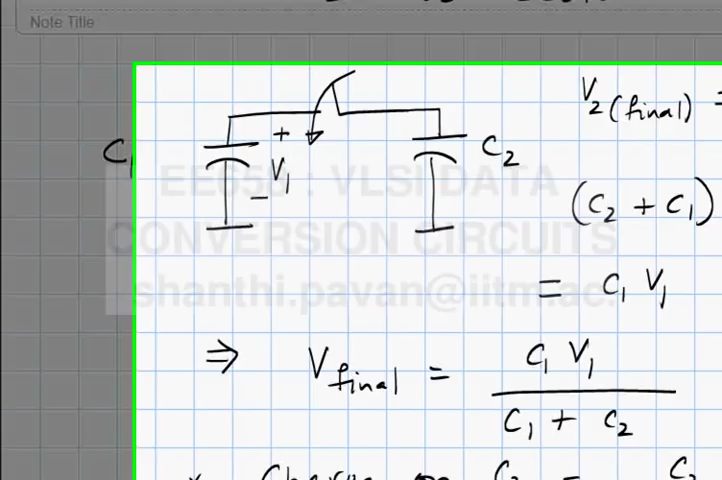 Note Title
V₂(final) =
C₁ + V₁ - C₂
EE658 : VLSI DATA
CONVERSION CIRCUITS
shanthi.pavan@iitm.ac.
(C₂ + C₁)
= C₁ V₁
⇒ V_final = C₁ V₁ / C₁ + C₂